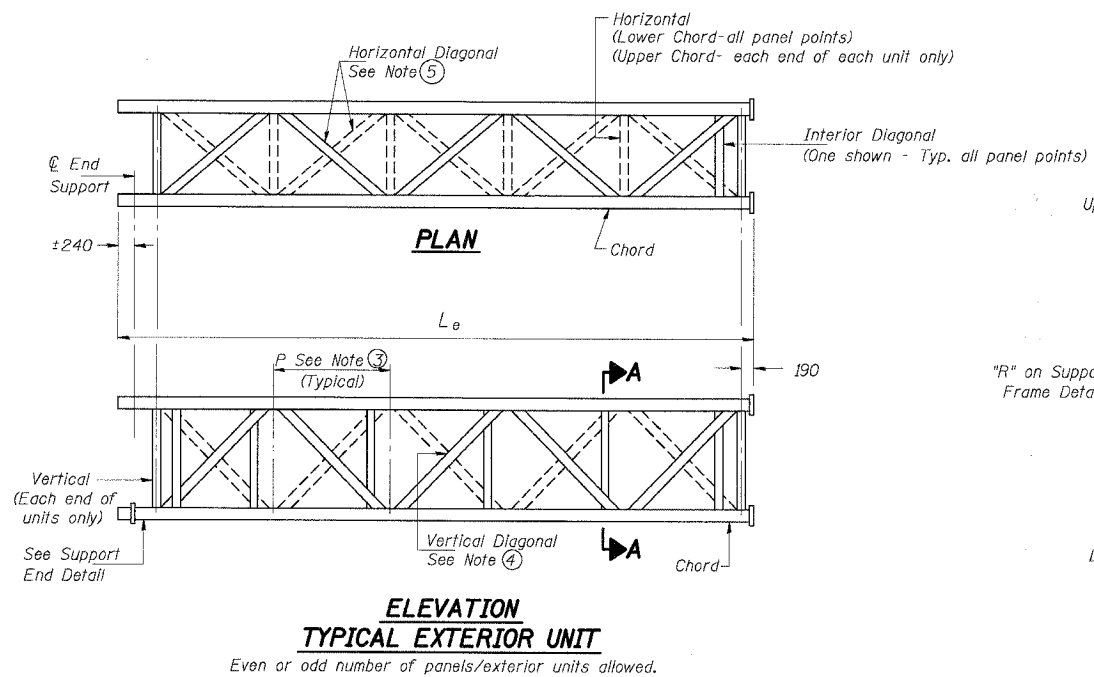 Horizontal
(Lower Chord-all panel points)
(Upper Chord- each end of each unit only)
Horizontal Diagonal
See Note 5
Interior Diagonal
(One shown - Typ. all panel points)
℄ End
Support
±240
PLAN
Chord
Le
P See Note 3
(Typical)
A
190
"R" on Suppo
Frame Deta
Vertical
(Each end of
units only)
See Support
End Detail
Vertical Diagonal
See Note 4
A
Chord
ELEVATION
TYPICAL EXTERIOR UNIT
Even or odd number of panels/exterior units allowed.